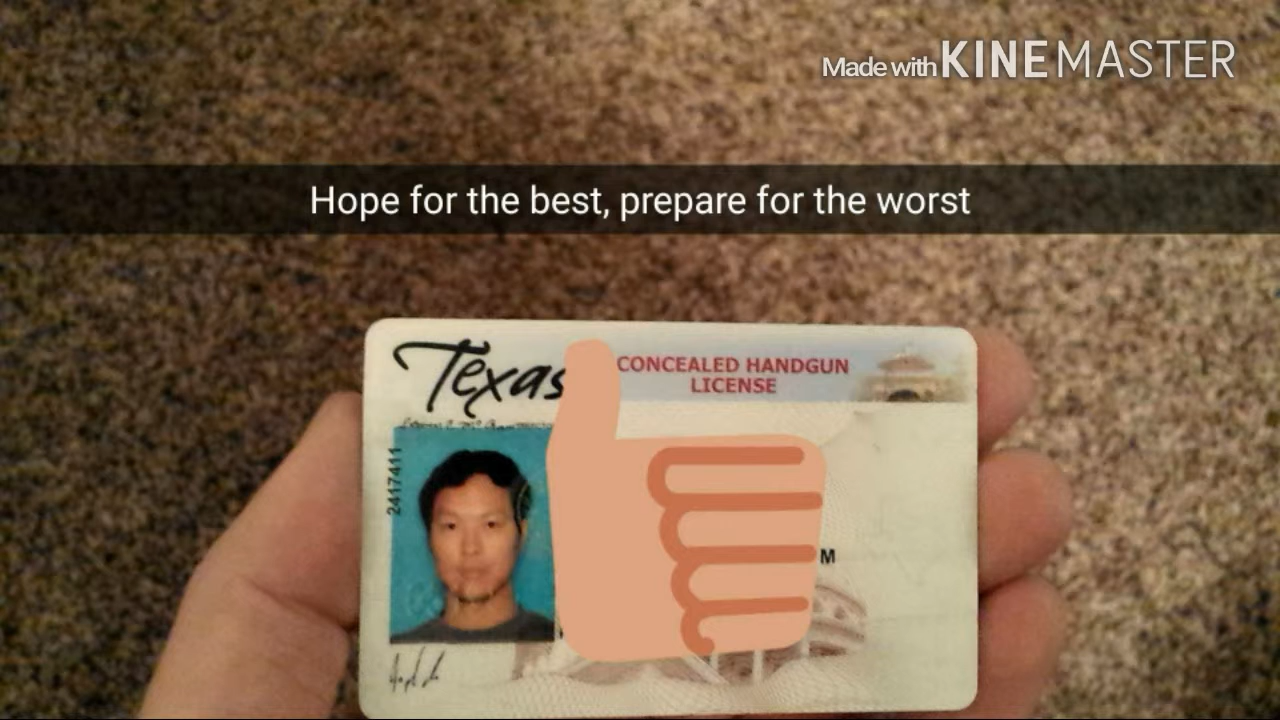 Made with KINEMASTER
Hope for the best, prepare for the worst
Texas
CONCEALED HANDGUN
LICENSE
2417411
M